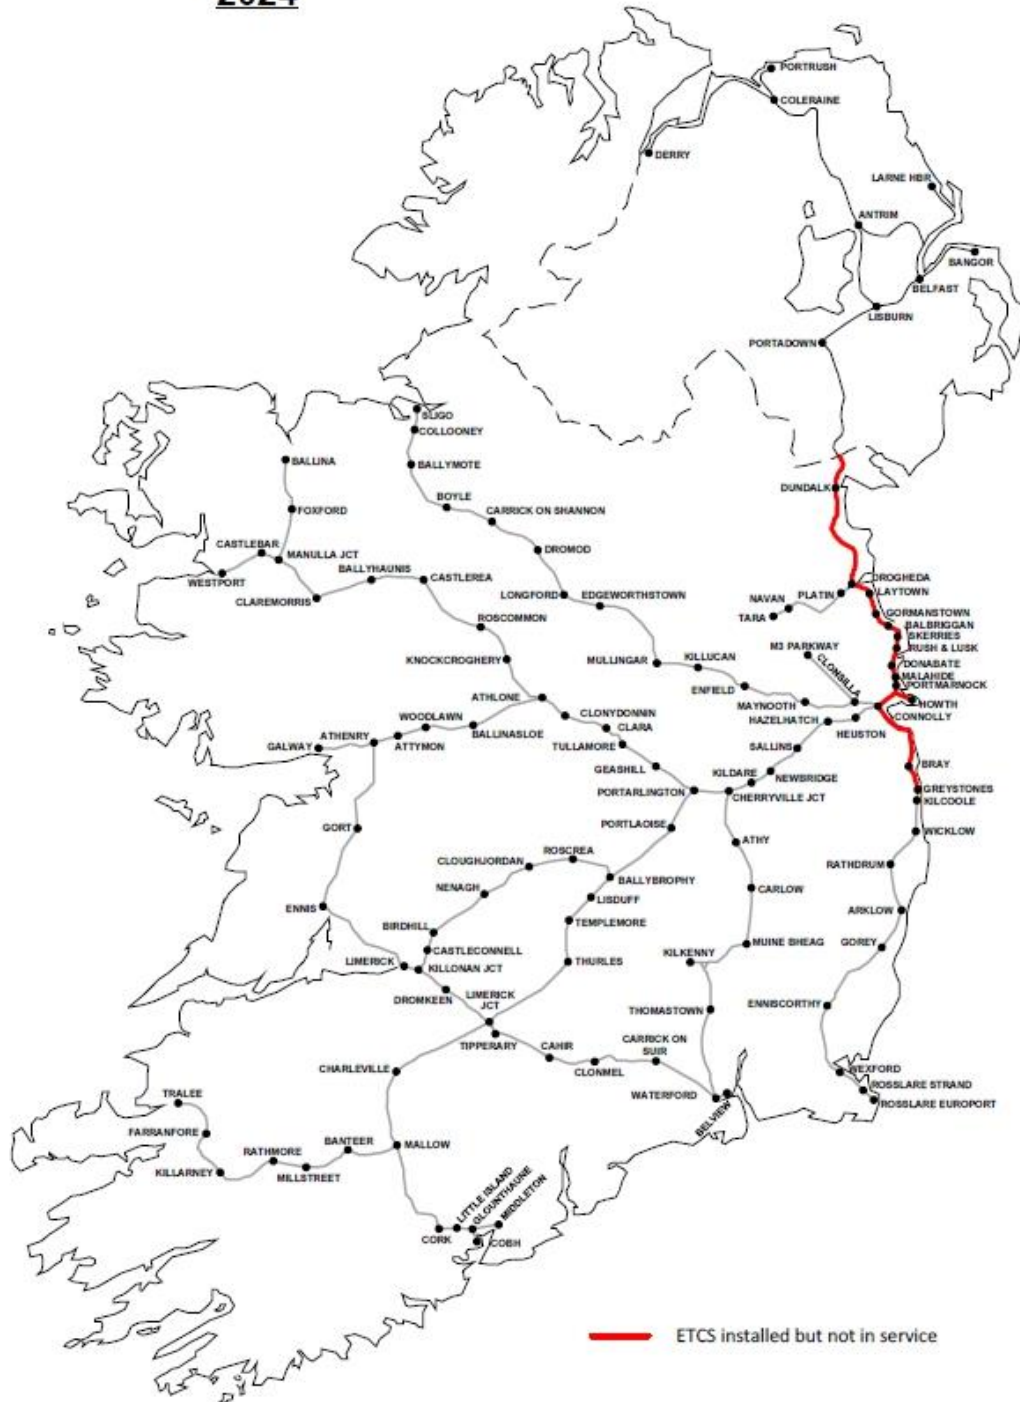 2024
PORTRUSH
COLERAINE
DERRY
LARNE HBR
ANTRIM
BANGOR
BELFAST
LISBURN
PORTADOWN
SLIGO
COLLOONEY
BALLYMOTE
BALLINA
BOYLE
DUNDALK
FOXFORD
CARRICK ON SHANNON
CASTLEBAR
MANULLA JCT
DROMOD
WESTPORT
BALLYHAUNIS
CASTLEREA
DROGHEDA
CLAREMORRIS
LONGFORD
EDGEWORTHSTOWN
NAVAN
PLATIN
LAYTOWN
TARA
GORMANSTOWN
ROSCOMMON
BALBRIGGAN
SKERRIES
M3 PARKWAY
RUSH & LUSK
KNOCKCROGHERY
MULLINGAR
KILLUCAN
CLONSILLA
DONABATE
MALAHIDE
PORTMARNOCK
ENFIELD
ATHLONE
MAYNOOTH
HOWTH
WOODLAWN
CLONYDONNIN
HAZELHATCH
CONNOLLY
GALWAY
ATHENRY
ATTYMON
BALLINASLOE
CLARA
HEUSTON
TULLAMORE
SALLINS
GEASHILL
BRAY
KILDARE
NEWBRIDGE
PORTARLINGTON
CHERRYVILLE JCT
GREYSTONES
KILCOOLE
GORT
PORTLAOISE
WICKLOW
ATHY
CLOUGHJORDAN
ROSCREA
RATHDRUM
NENAGH
BALLYBROPHY
CARLOW
LISDUFF
ENNIS
ARKLOW
BIRDHILL
TEMPLEMORE
CASTLECONNELL
KILKENNY
MUINE BHEAG
GOREY
LIMERICK
KILLONAN JCT
THURLES
DROMKEEN
LIMERICK
JCT
THOMASTOWN
ENNISCORTHY
TIPPERARY
CAHIR
CARRICK ON
SUIR
CHARLEVILLE
CLONMEL
WEXFORD
TRALEE
WATERFORD
BELVIEW
ROSSLARE STRAND
ROSSLARE EUROPORT
FARRANFORE
BANTEER
MALLOW
RATHMORE
KILLARNEY
MILLSTREET
LITTLE ISLAND
GLOUNTHAUNE
MIDDLETON
CORK
COBH
ETCS installed but not in service